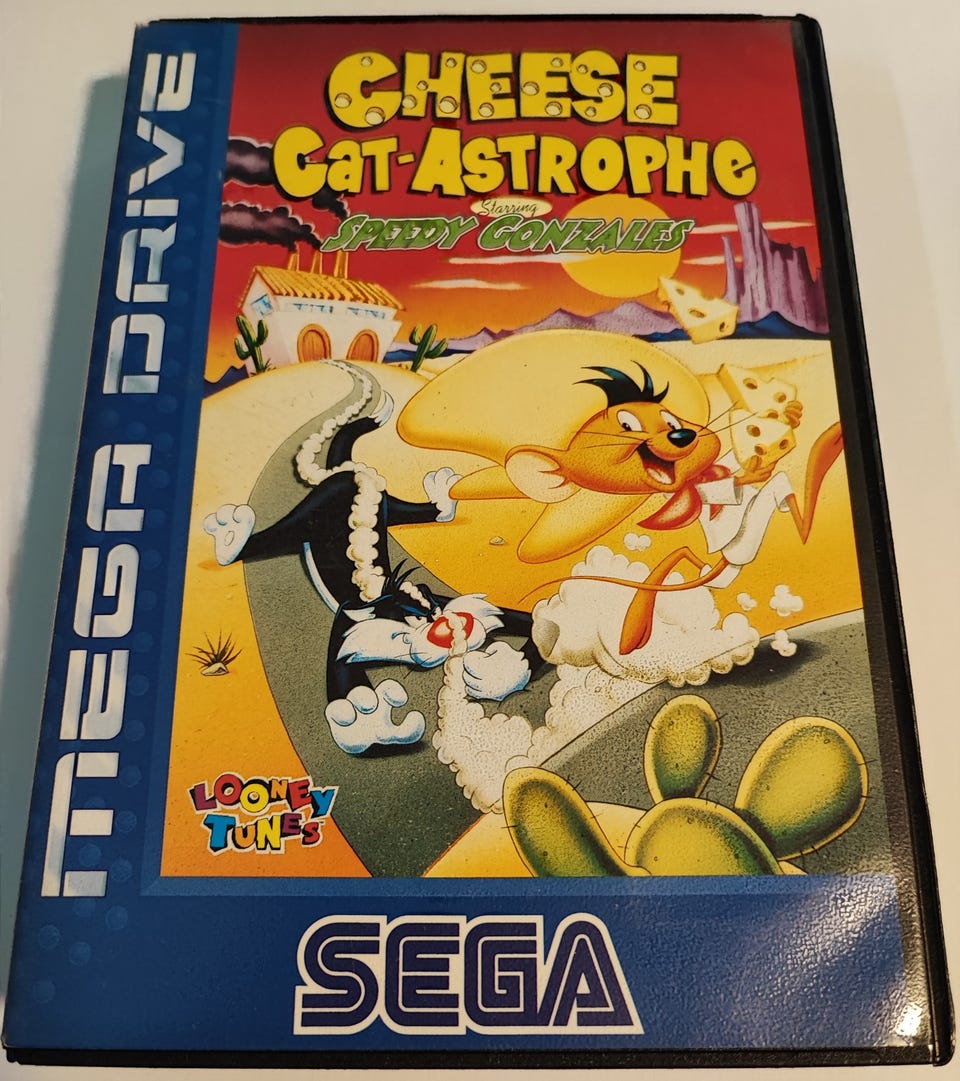 MEGA DRIVE
CHEESE
CAT-ASTROPHE
Starring
SPEEDY GONZALES
LOONEY
TUNES
SEGA